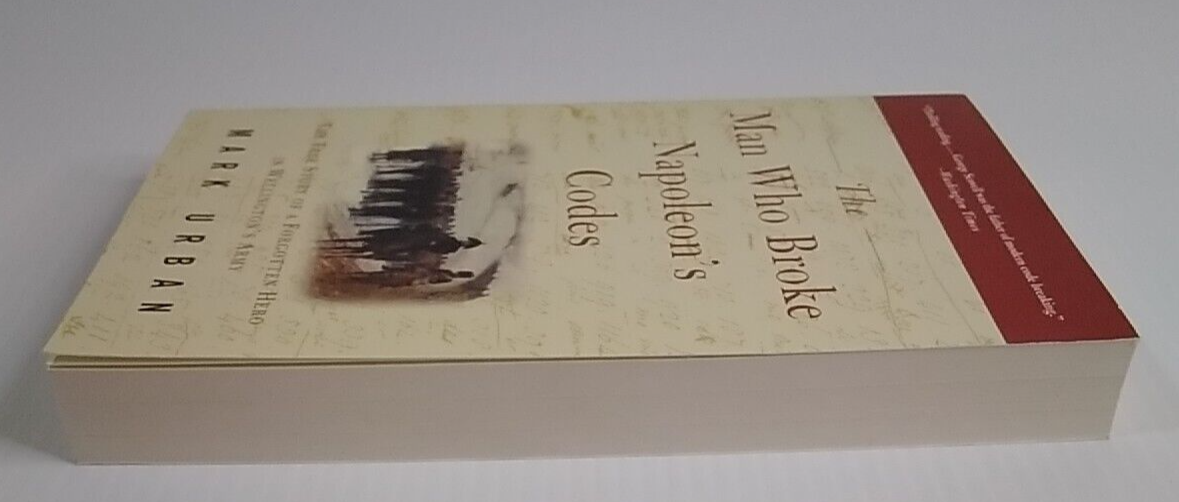 "Thrilling reading.... George Scovell was the father of modern code breaking."
—Washington Times
The
Man Who Broke
Napoleon's
Codes
THE TRUE STORY OF A FORGOTTEN HERO
IN WELLINGTON'S ARMY
MARK URBAN